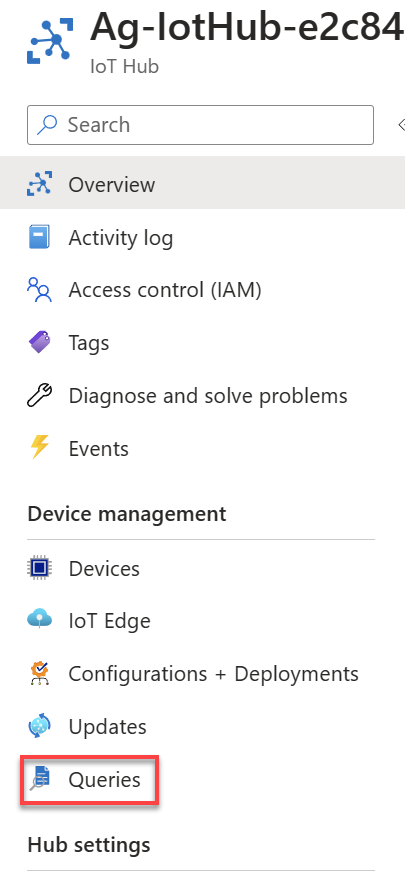 Ag-IotHub-e2c84
IoT Hub
Search
Overview
Activity log
Access control (IAM)
Tags
Diagnose and solve problems
Events
Device management
Devices
IoT Edge
Configurations + Deployments
Updates
Queries
Hub settings